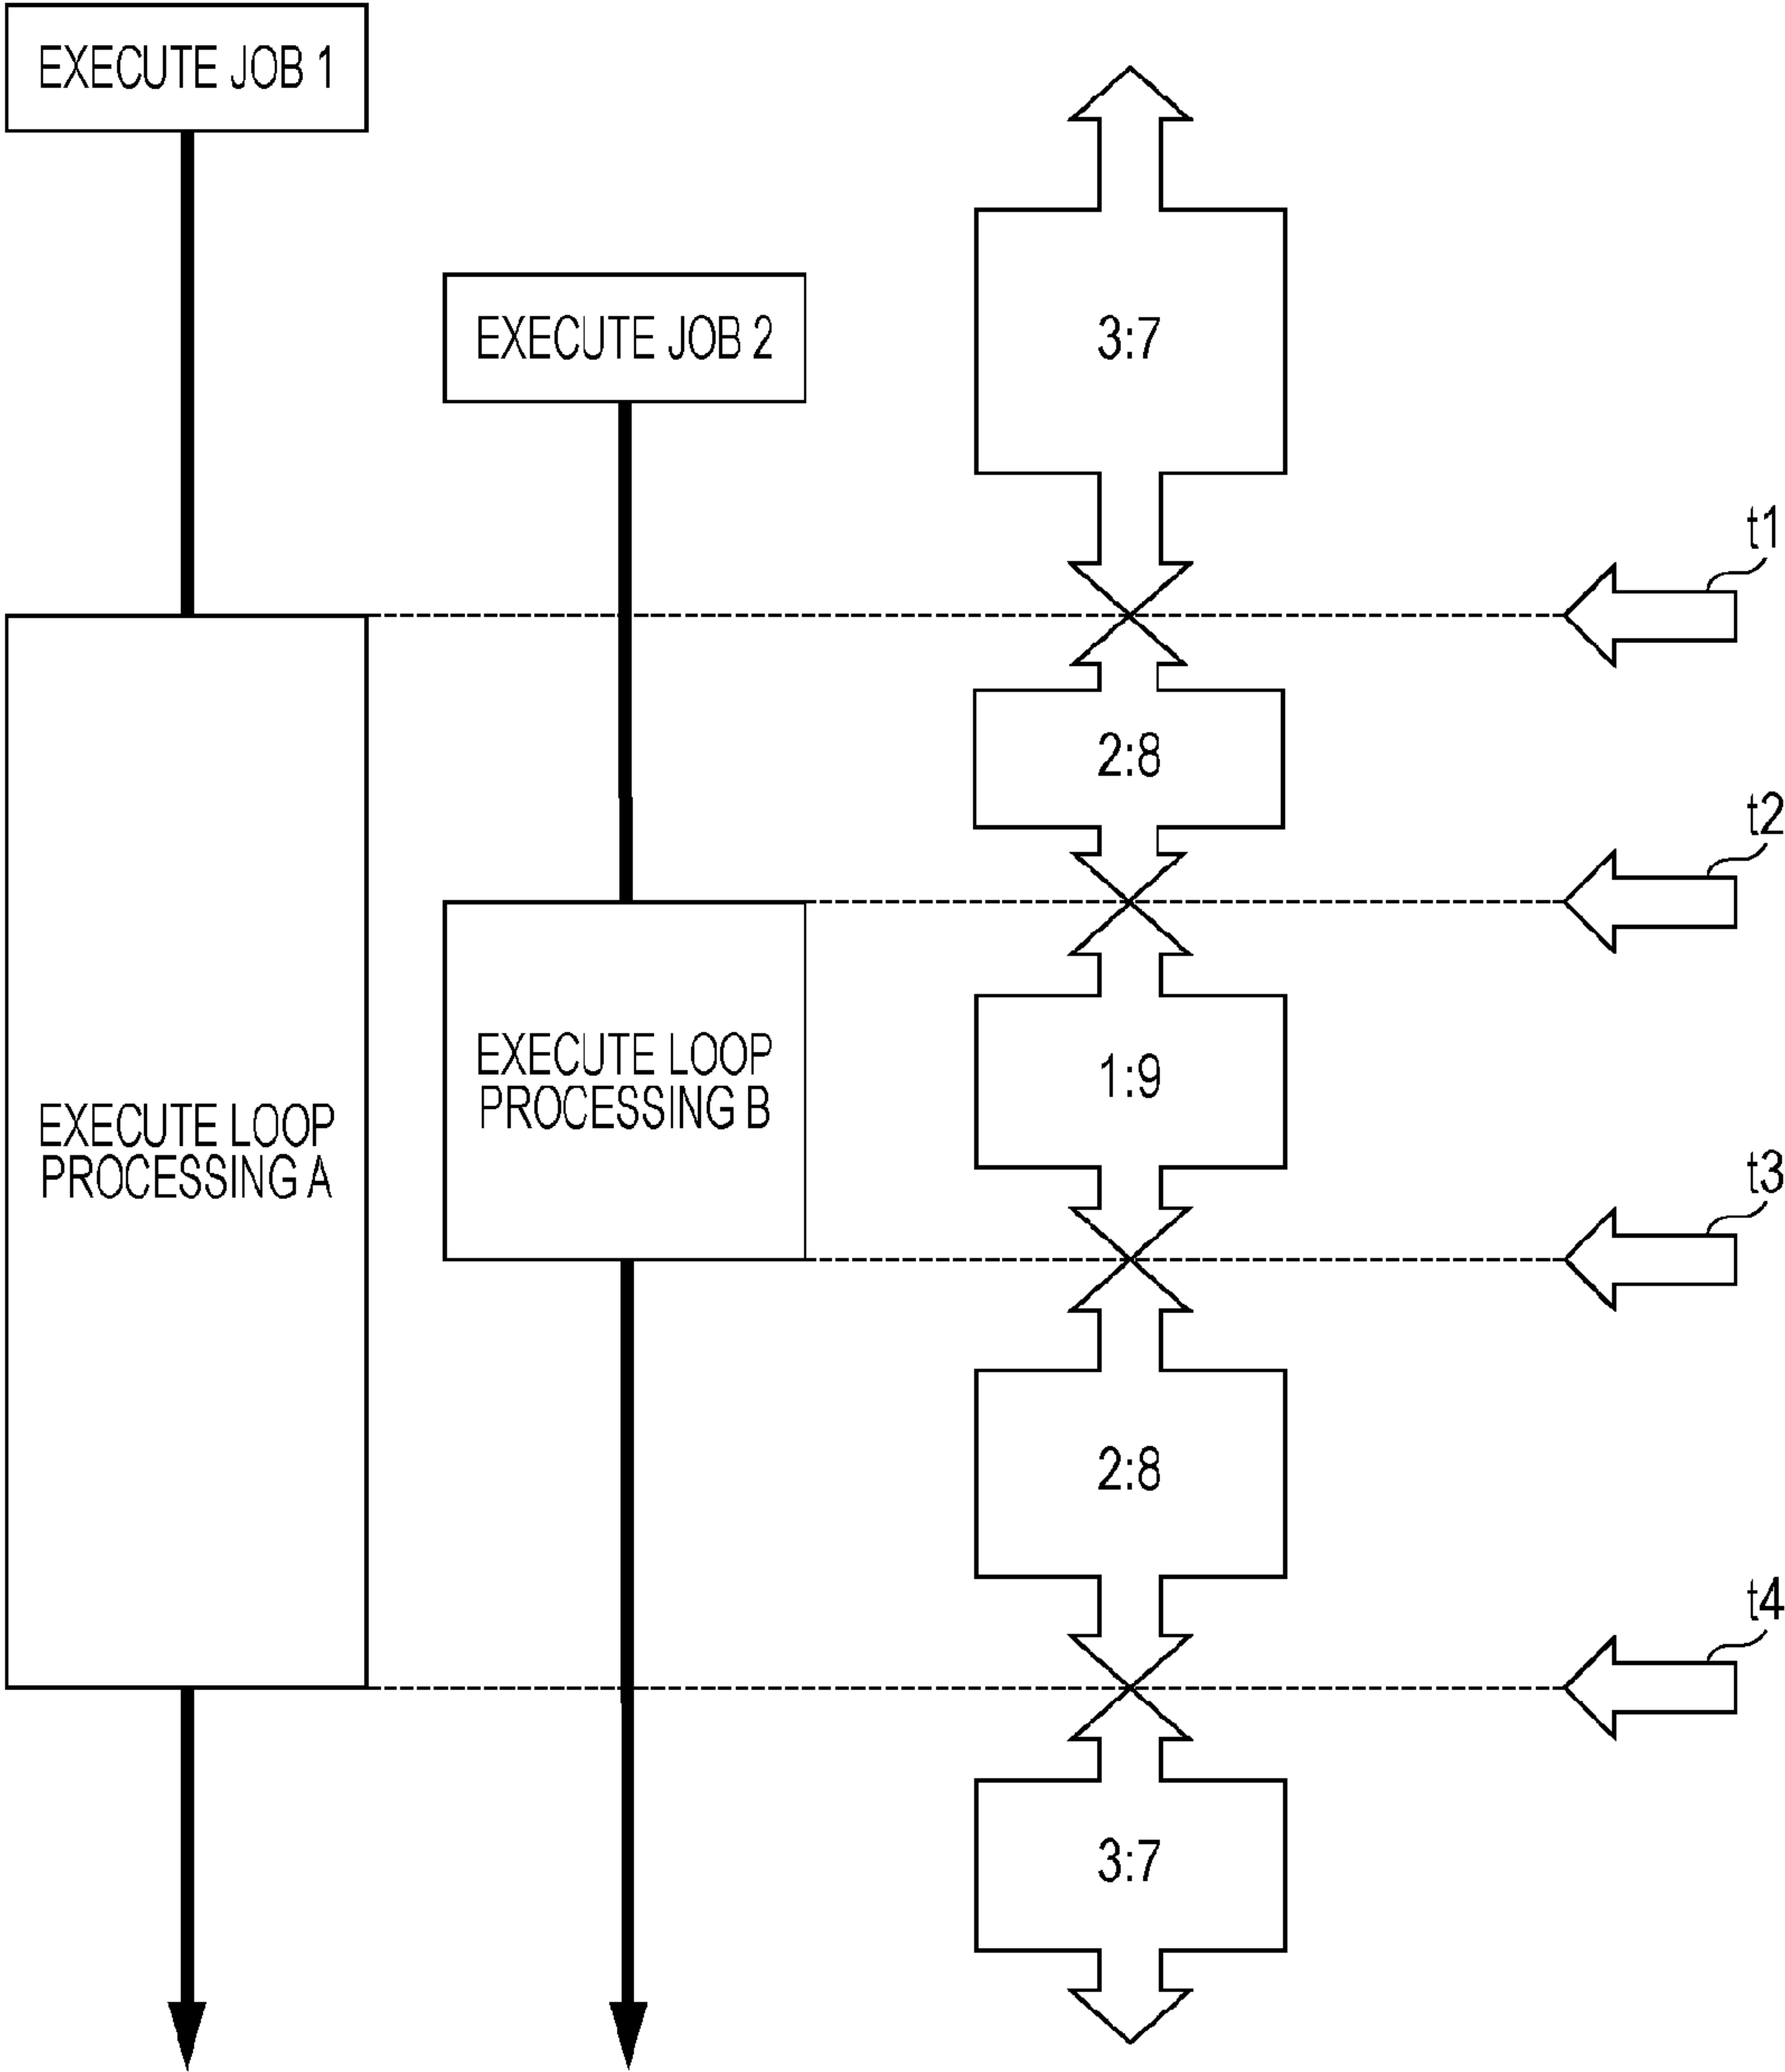 EXECUTE JOB 1
EXECUTE JOB 2
3:7
t1
2:8
t2
EXECUTE LOOP
PROCESSING B
1:9
EXECUTE LOOP
PROCESSING A
t3
2:8
t4
3:7